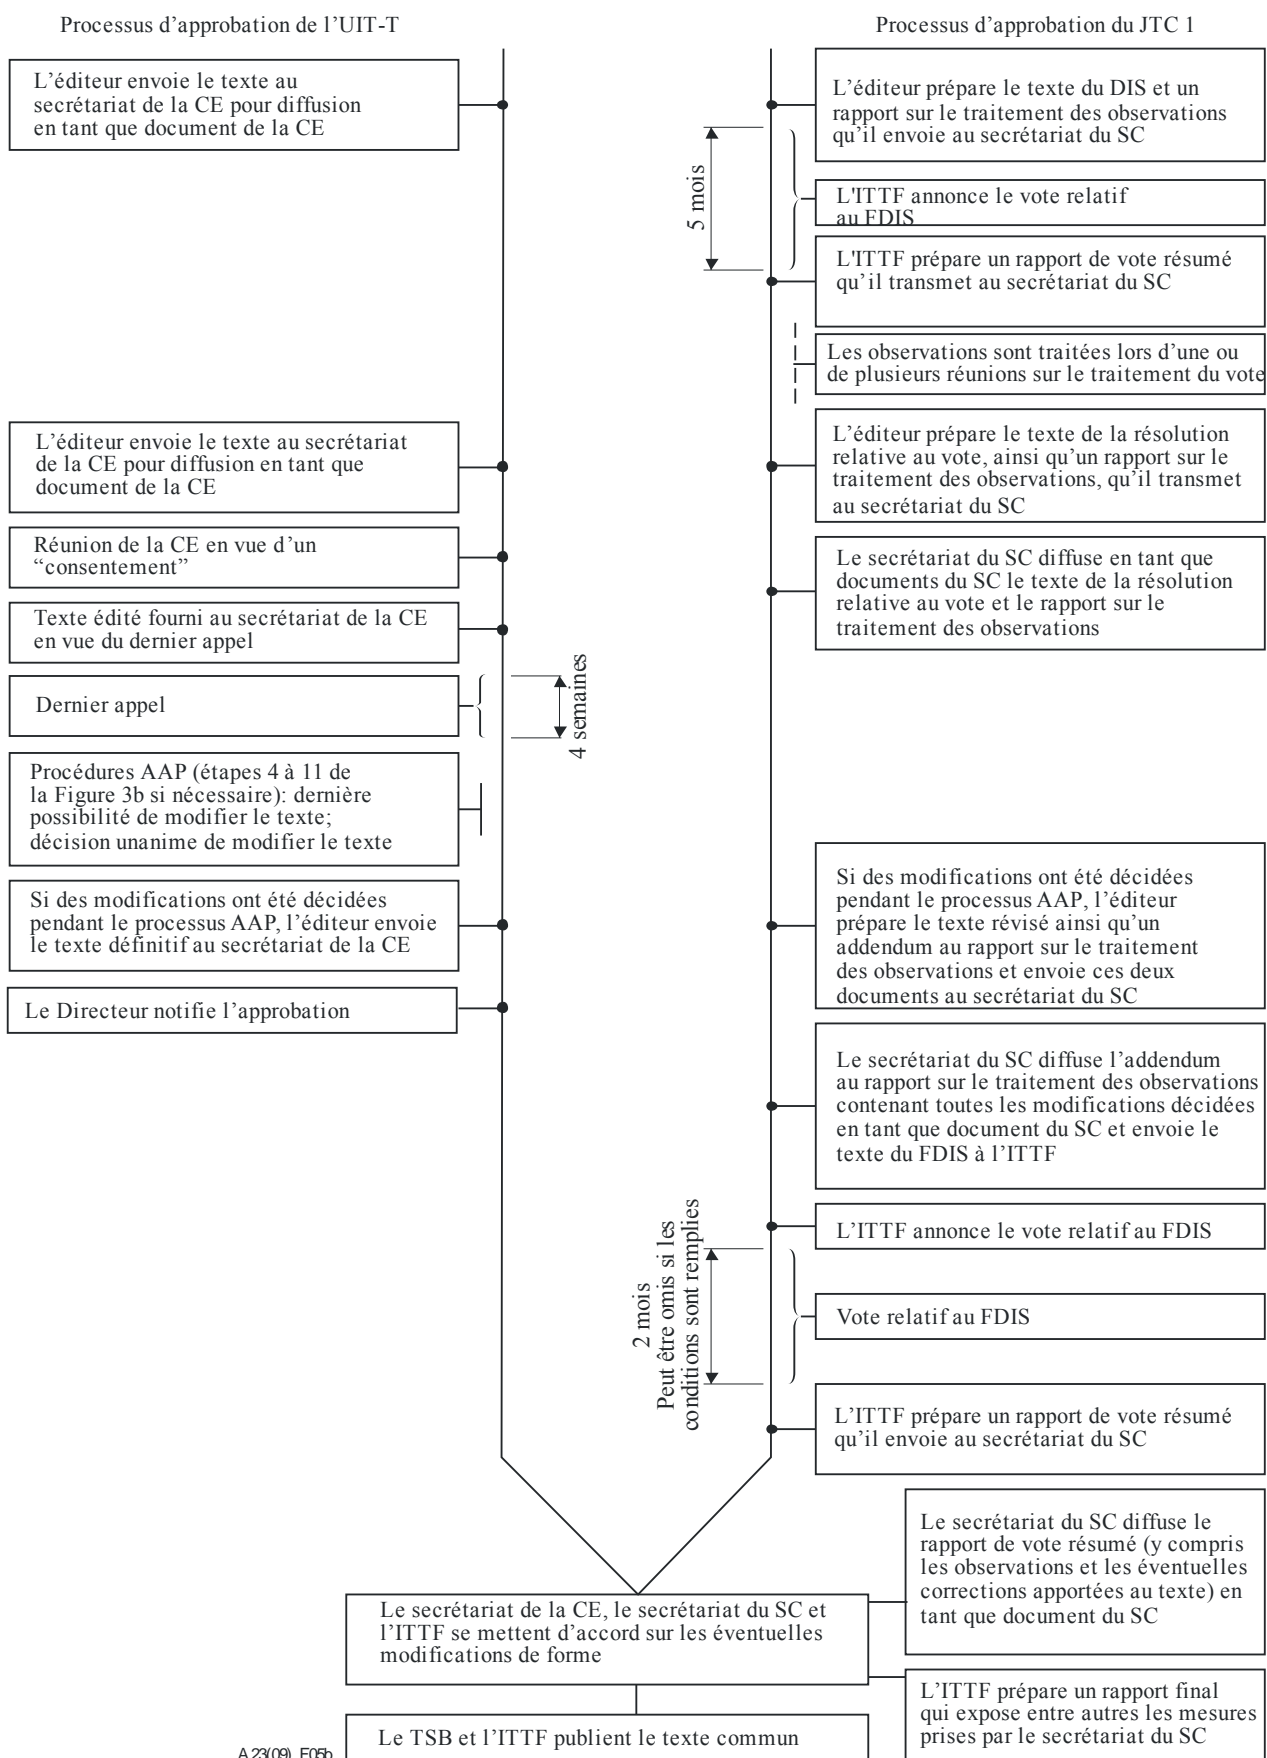 Processus d'approbation de l'UIT-T
Processus d'approbation du JTC 1
L'éditeur envoie le texte au
secrétariat de la CE pour diffusion
en tant que document de la CE
L'éditeur prépare le texte du DIS et un
rapport sur le traitement des observations
qu'il envoie au secrétariat du SC
5 mois
L'ITTF annonce le vote relatif
au FDIS
L'ITTF prépare un rapport de vote résumé
qu'il transmet au secrétariat du SC
Les observations sont traitées lors d'une ou
de plusieurs réunions sur le traitement du vote
L'éditeur envoie le texte au secrétariat
de la CE pour diffusion en tant que
document de la CE
L'éditeur prépare le texte de la résolution
relative au vote, ainsi qu'un rapport sur le
traitement des observations, qu'il transmet
au secrétariat du SC
Réunion de la CE en vue d'un
“consentement”
Le secrétariat du SC diffuse en tant que
documents du SC le texte de la résolution
relative au vote et le rapport sur le
traitement des observations
Texte édité fourni au secrétariat de la CE
en vue du dernier appel
Dernier appel
4 semaines
Procédures AAP (étapes 4 à 11 de
la Figure 3b si nécessaire): dernière
possibilité de modifier le texte;
décision unanime de modifier le texte
Si des modifications ont été décidées
pendant le processus AAP, l'éditeur envoie
le texte définitif au secrétariat de la CE
Si des modifications ont été décidées
pendant le processus AAP, l'éditeur
prépare le texte révisé ainsi qu'un
addendum au rapport sur le traitement
des observations et envoie ces deux
documents au secrétariat du SC
Le Directeur notifie l'approbation
Le secrétariat du SC diffuse l'addendum
au rapport sur le traitement des observations
contenant toutes les modifications décidées
en tant que document du SC et envoie le
texte du FDIS à l'ITTF
L'ITTF annonce le vote relatif au FDIS
2 mois
Peut être omis si les
conditions sont remplies
Vote relatif au FDIS
L'ITTF prépare un rapport de vote résumé
qu'il envoie au secrétariat du SC
Le secrétariat du SC diffuse le
rapport de vote résumé (y compris
les observations et les éventuelles
corrections apportées au texte) en
tant que document du SC
Le secrétariat de la CE, le secrétariat du SC et
l'ITTF se mettent d'accord sur les éventuelles
modifications de forme
L'ITTF prépare un rapport final
qui expose entre autres les mesures
prises par le secrétariat du SC
Le TSB et l'ITTF publient le texte commun
A.23(09)_F05b